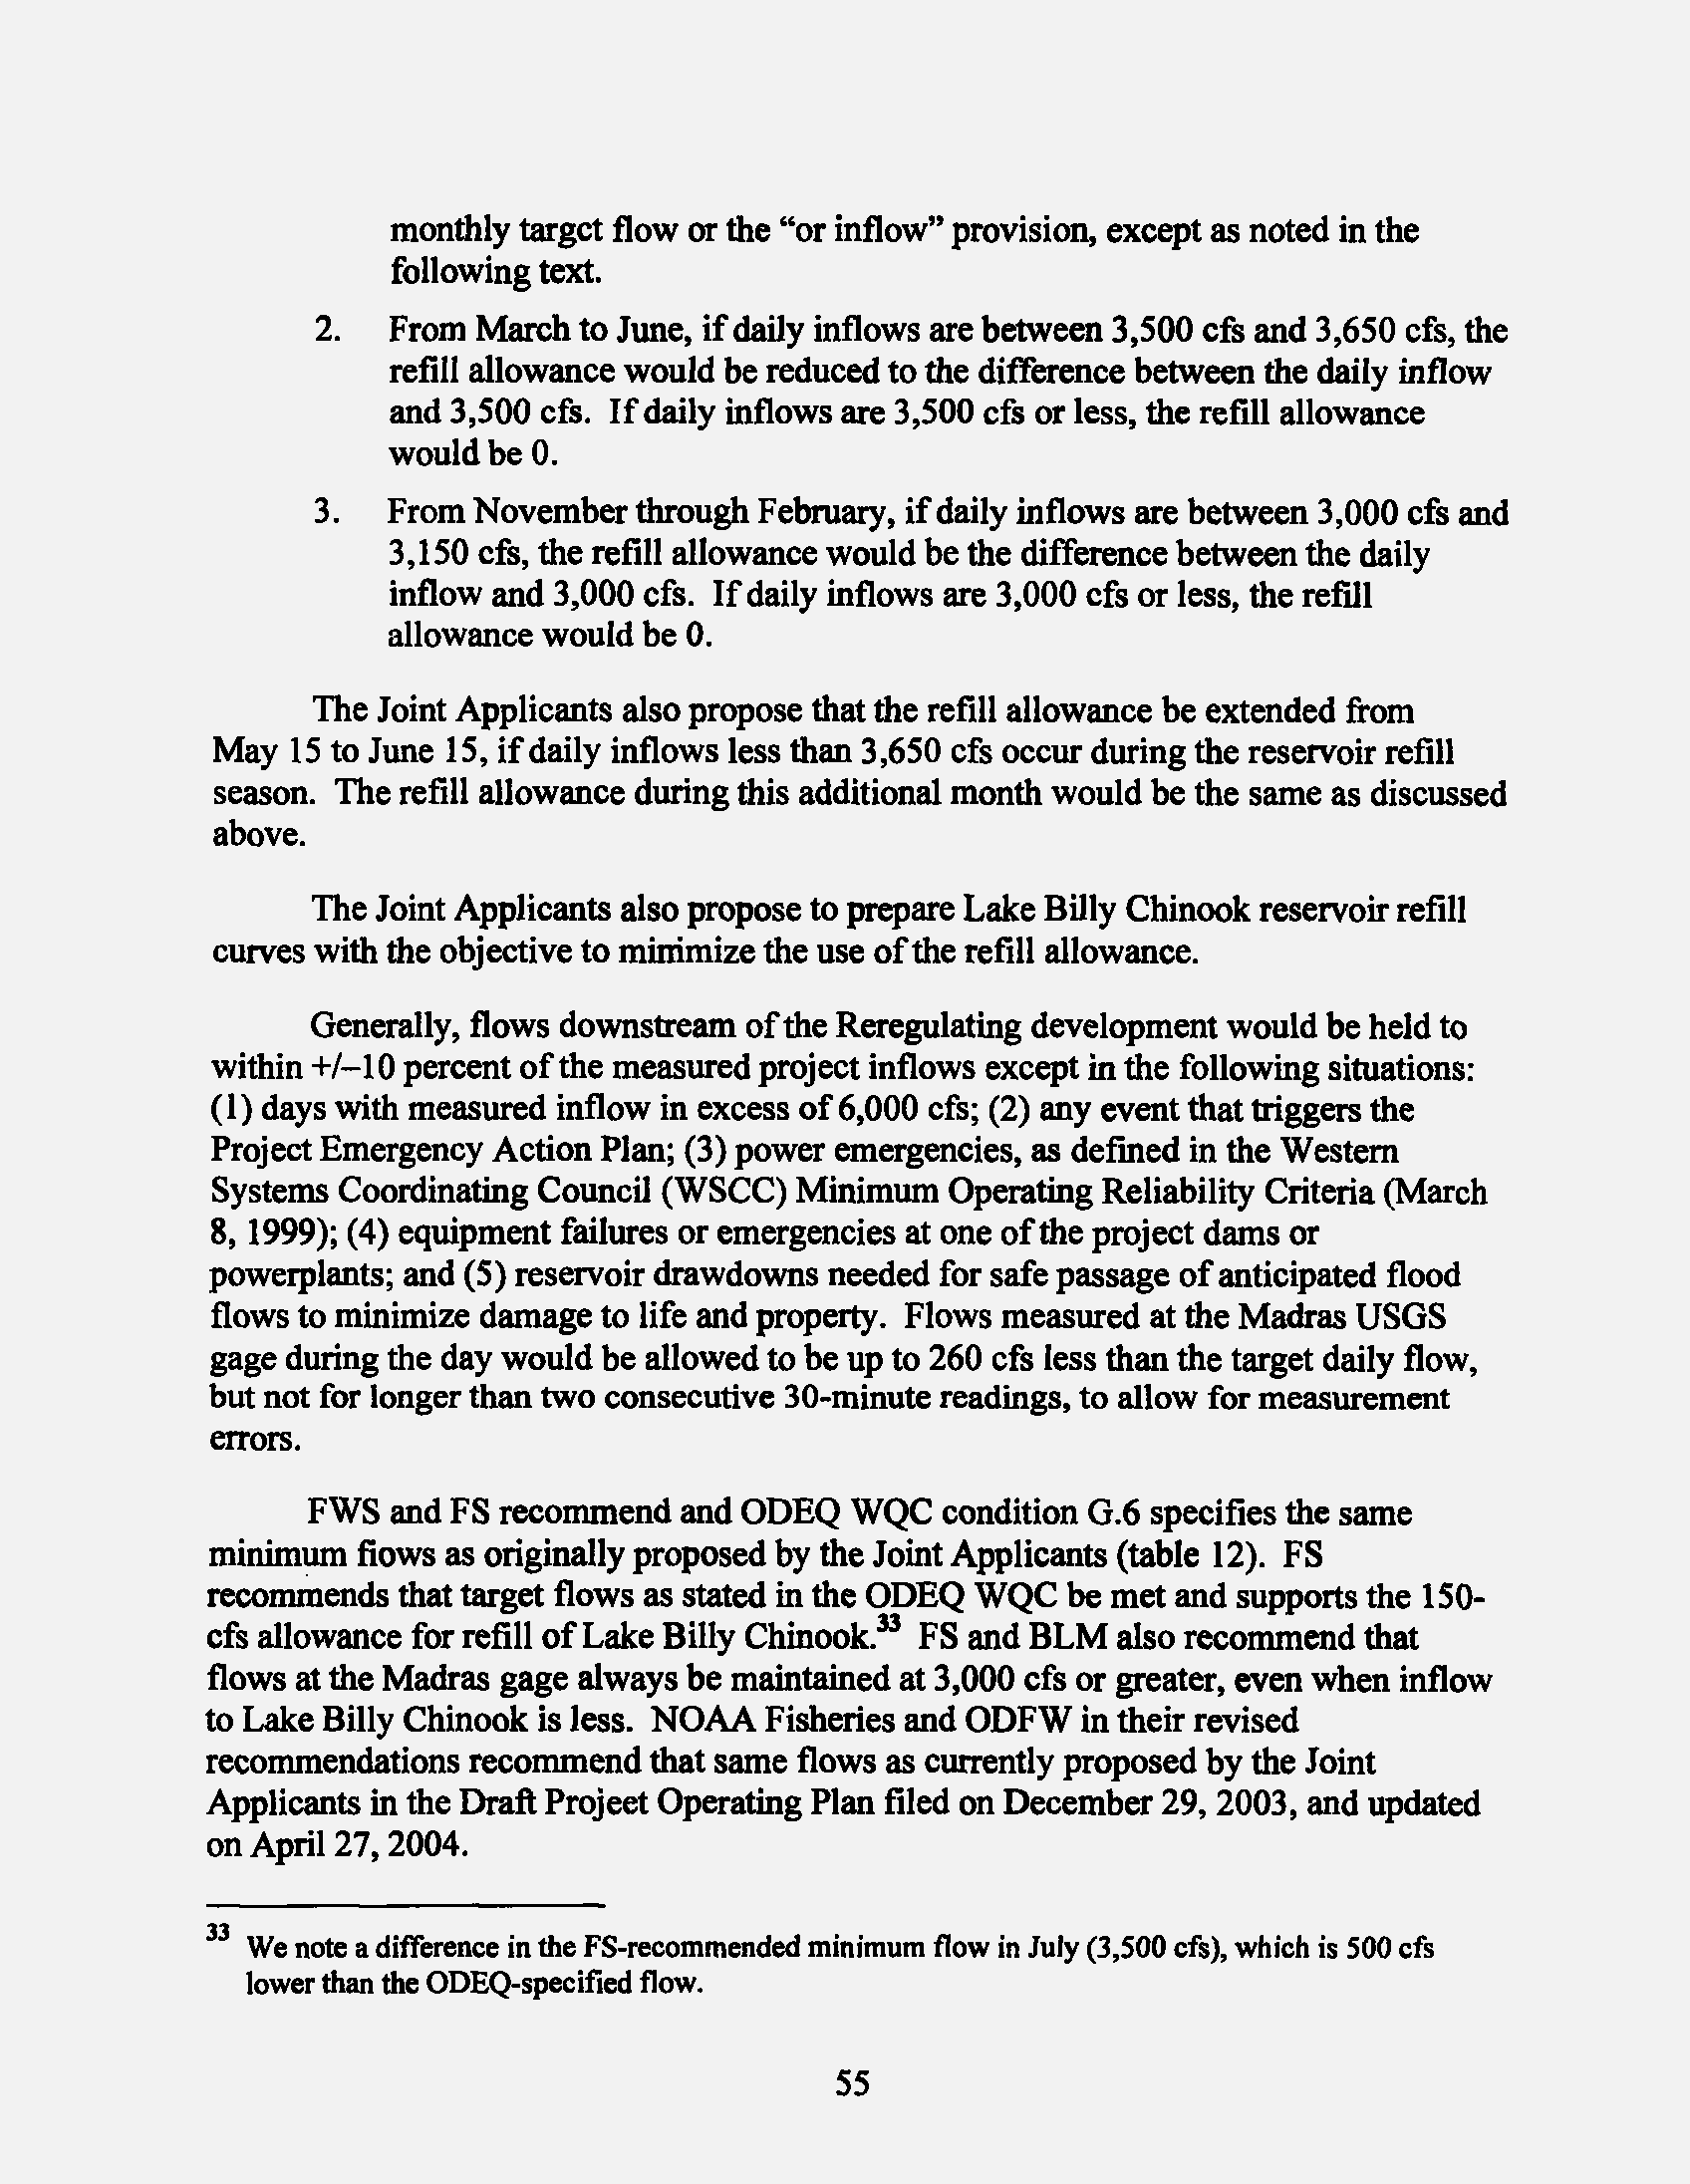 monthly target flow or the “or inflow” provision, except as noted in the
following text.
2. From March to June, if daily inflows are between 3,500 cfs and 3,650 cfs, the
refill allowance would be reduced to the difference between the daily inflow
and 3,500 cfs. If daily inflows are 3,500 cfs or less, the refill allowance
would be 0.
3. From November through February, if daily inflows are between 3,000 cfs and
3,150 cfs, the refill allowance would be the difference between the daily
inflow and 3,000 cfs. If daily inflows are 3,000 cfs or less, the refill
allowance would be 0.
The Joint Applicants also propose that the refill allowance be extended from
May 15 to June 15, if daily inflows less than 3,650 cfs occur during the reservoir refill
season. The refill allowance during this additional month would be the same as discussed
above.
The Joint Applicants also propose to prepare Lake Billy Chinook reservoir refill
curves with the objective to minimize the use of the refill allowance.
Generally, flows downstream of the Reregulating development would be held to
within +/–10 percent of the measured project inflows except in the following situations:
(1) days with measured inflow in excess of 6,000 cfs; (2) any event that triggers the
Project Emergency Action Plan; (3) power emergencies, as defined in the Western
Systems Coordinating Council (WSCC) Minimum Operating Reliability Criteria (March
8, 1999); (4) equipment failures or emergencies at one of the project dams or
powerplants; and (5) reservoir drawdowns needed for safe passage of anticipated flood
flows to minimize damage to life and property. Flows measured at the Madras USGS
gage during the day would be allowed to be up to 260 cfs less than the target daily flow,
but not for longer than two consecutive 30-minute readings, to allow for measurement
errors.
FWS and FS recommend and ODEQ WQC condition G.6 specifies the same
minimum flows as originally proposed by the Joint Applicants (table 12). FS
recommends that target flows as stated in the ODEQ WQC be met and supports the 150-
cfs allowance for refill of Lake Billy Chinook.33 FS and BLM also recommend that
flows at the Madras gage always be maintained at 3,000 cfs or greater, even when inflow
to Lake Billy Chinook is less. NOAA Fisheries and ODFW in their revised
recommendations recommend that same flows as currently proposed by the Joint
Applicants in the Draft Project Operating Plan filed on December 29, 2003, and updated
on April 27, 2004.
33 We note a difference in the FS-recommended minimum flow in July (3,500 cfs), which is 500 cfs
lower than the ODEQ-specified flow.
55